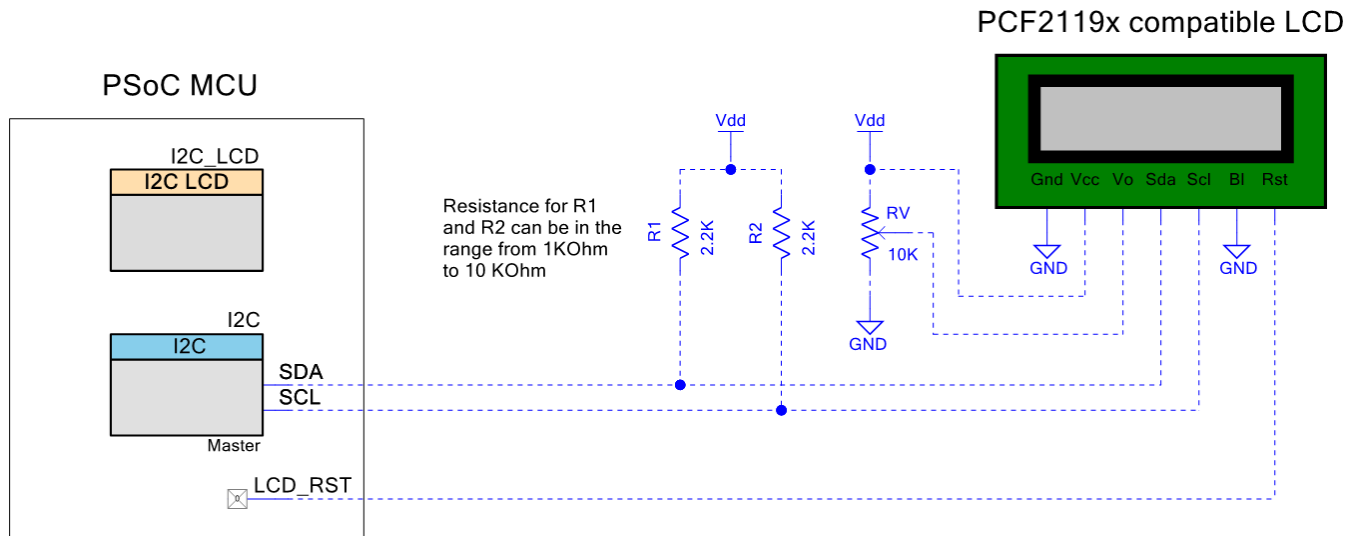 PCF2119x compatible LCD
PSoC MCU
Vdd
Vdd
I2C_LCD
I2C LCD
Gnd Vcc Vo Sda Scl Bl Rst
Resistance for R1
and R2 can be in the
range from 1KOhm
to 10 KOhm
R1
2.2K
R2
2.2K
RV
10K
GND
GND
GND
I2C
I2C
SDA
SCL
Master
LCD_RST